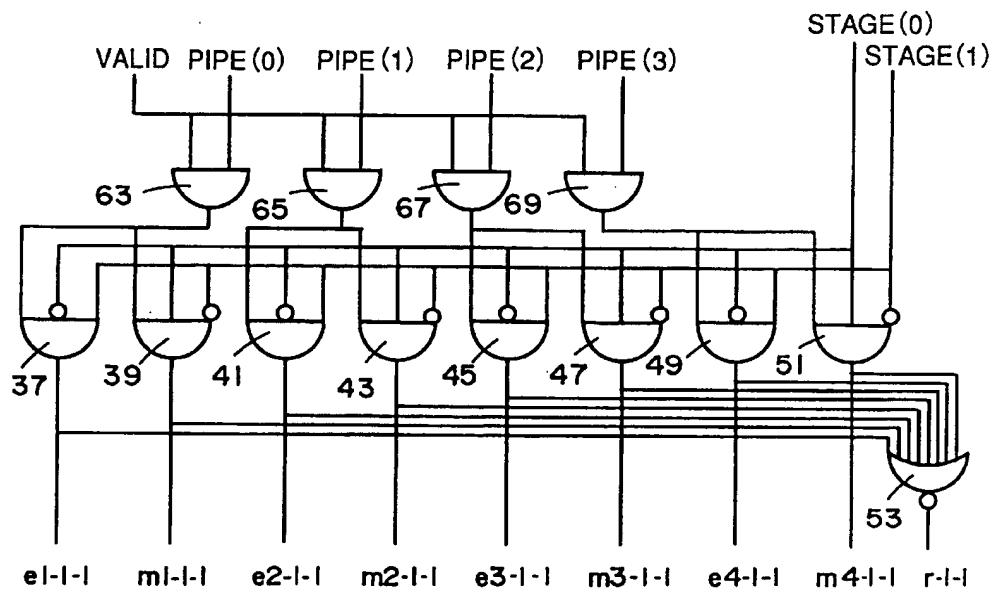 STAGE(0)
VALID PIPE(0) PIPE(1) PIPE(2) PIPE(3) STAGE(1)
63 65 67 69
37 39 41 43 45 47 49 51
53
e1-1-1 m1-1-1 e2-1-1 m2-1-1 e3-1-1 m3-1-1 e4-1-1 m4-1-1 r-1-1